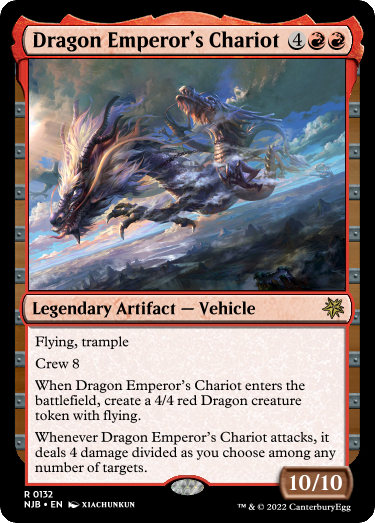 Dragon Emperor's Chariot 4
Legendary Artifact — Vehicle
Flying, trample
Crew 8
When Dragon Emperor's Chariot enters the
battlefield, create a 4/4 red Dragon creature
token with flying.
Whenever Dragon Emperor's Chariot attacks, it
deals 4 damage divided as you choose among any
number of targets.
10/10
R 0132
NJB • EN XIACHUNKUN
™ & © 2022 CanterburyEgg